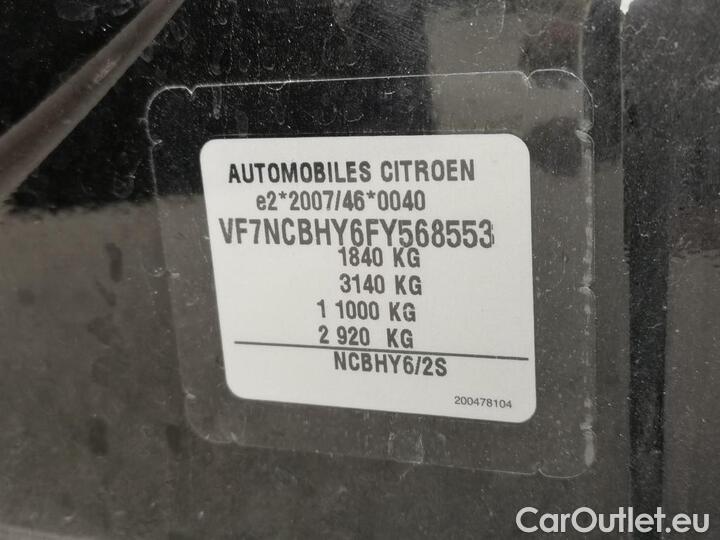 AUTOMOBILES CITROEN
e2*2007/46*0040
VF7NCBHY6FY568553
1840 KG
3140 KG
1 1000 KG
2 920 KG
NCBHY6/2S
200478104
CarOutlet.eu